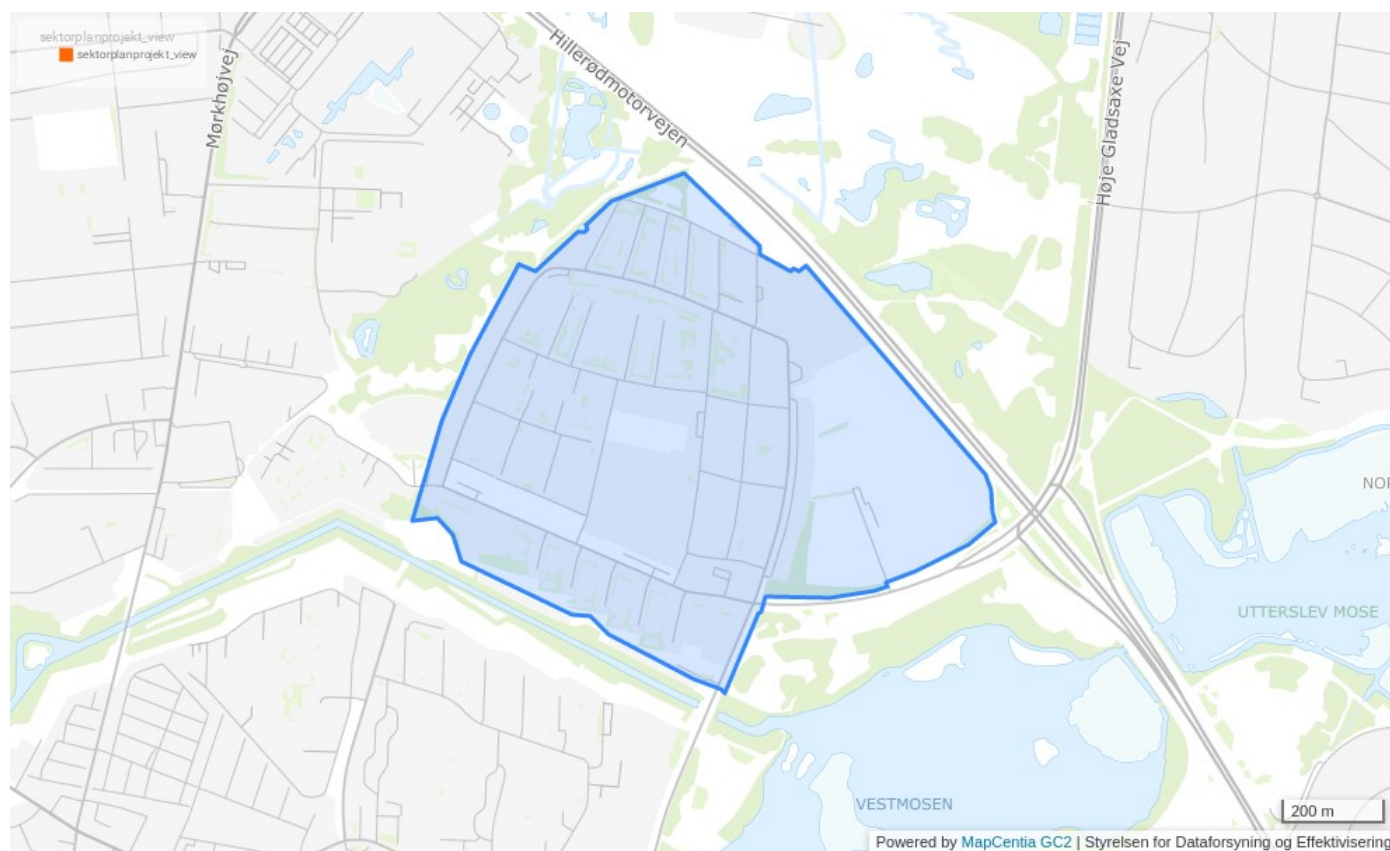 sektorplanprojekt_view
sektorplanprojekt_view
Mørkhøjvej
Hillerødmotorvejen
Høje Gladsaxe Vej
NOR
UTTERSLEV MOSE
VESTMOSEN
200 m
Powered by MapCentia GC2 | Styrelsen for Dataforsyning og Effektivisering